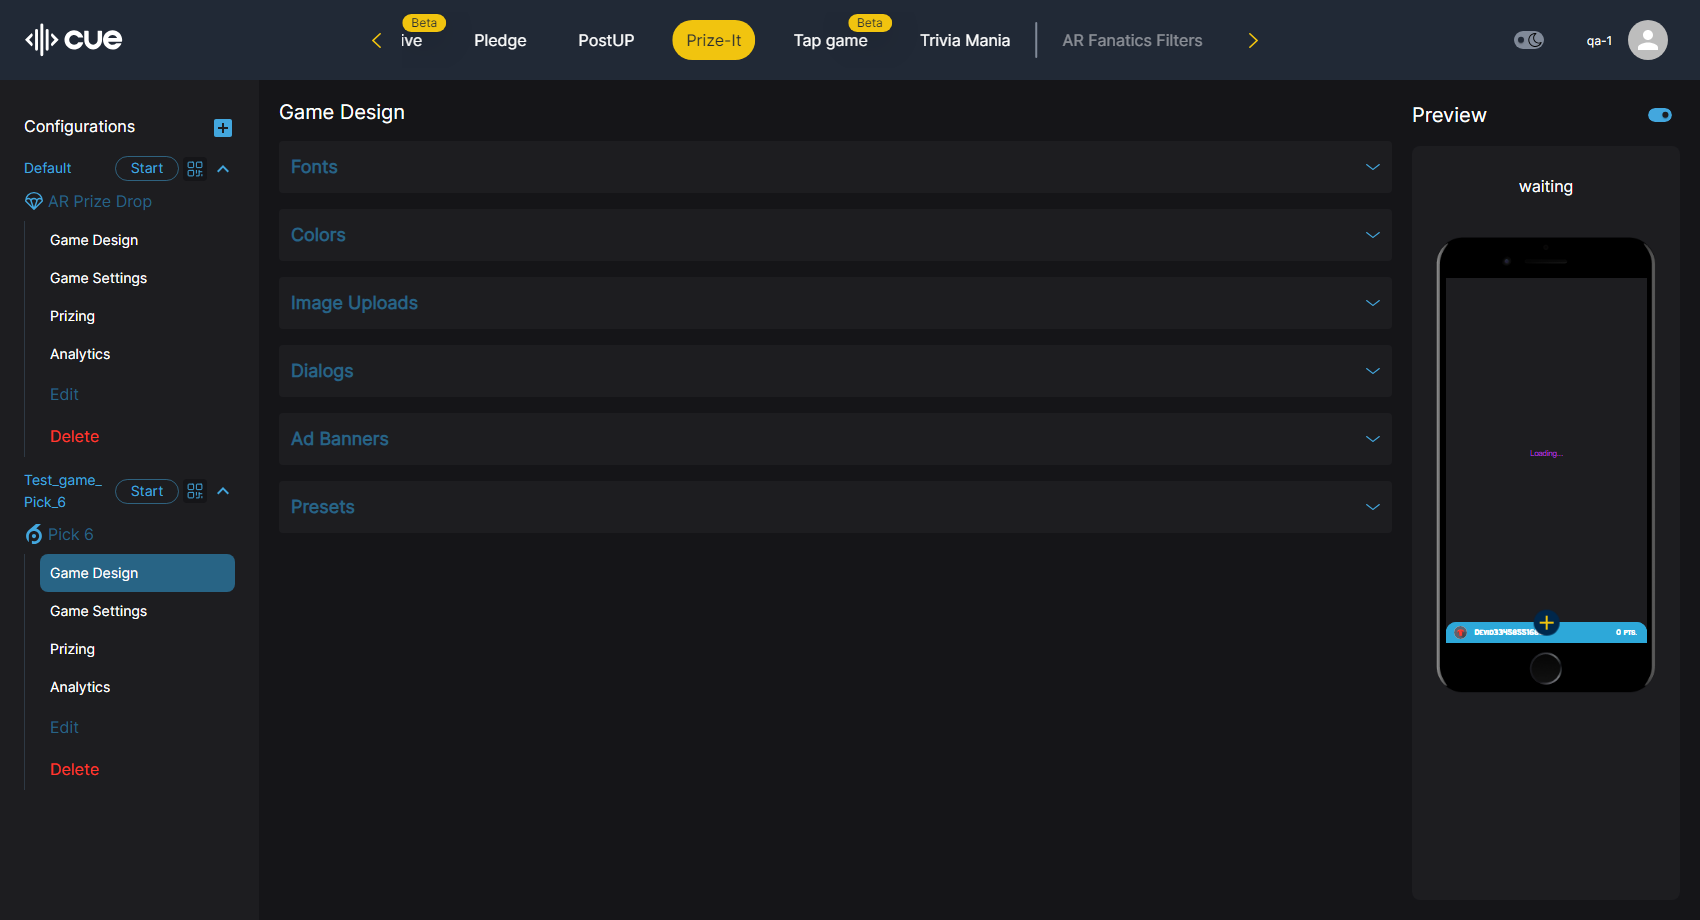 cue
Beta
Beta
ive
Pledge
PostUP
Prize-It
Tap game
Trivia Mania
AR Fanatics Filters
qa-1
Configurations
Default
Start
AR Prize Drop
Game Design
Game Settings
Prizing
Analytics
Edit
Delete
Test_game_
Pick_6
Start
Pick 6
Game Design
Game Settings
Prizing
Analytics
Edit
Delete
Game Design
Fonts
Colors
Image Uploads
Dialogs
Ad Banners
Presets
Preview
waiting
Loading...
0 PTS.